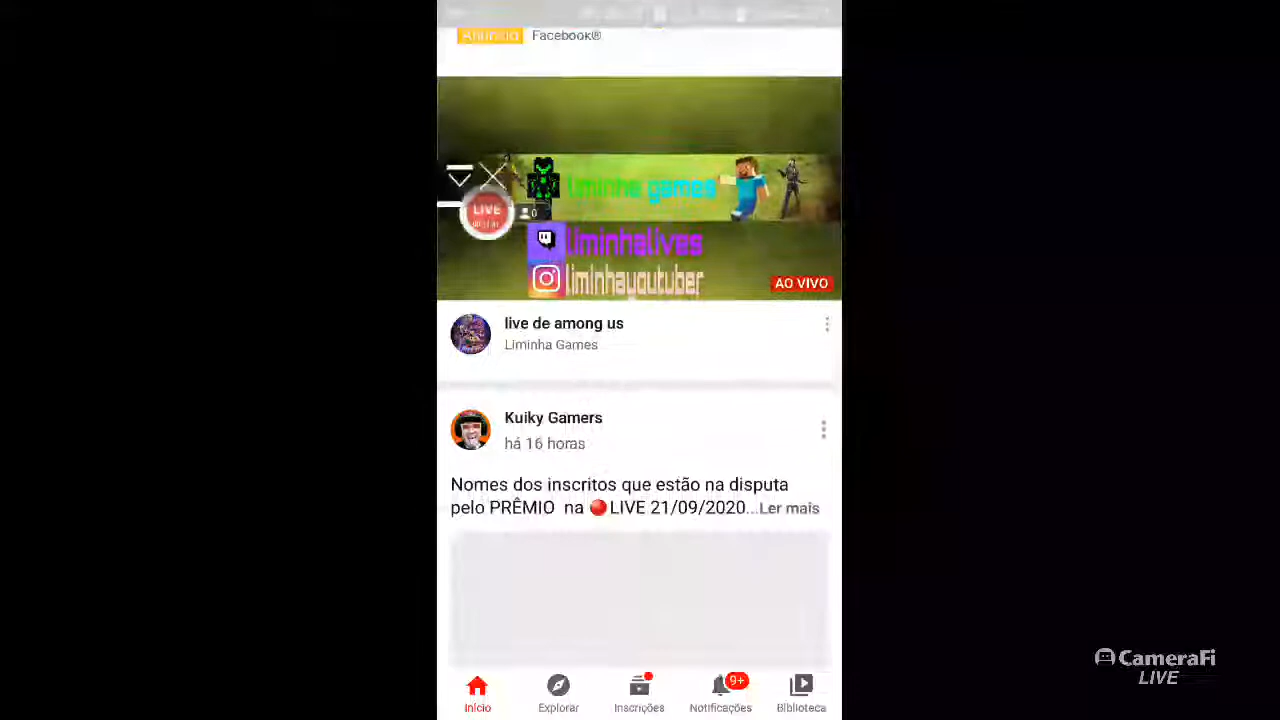 Anúncio Facebook®
liminha games
LIVE
0
liminhalives
liminhayoutuber
AO VIVO
live de among us
Liminha Games
Kuiky Gamers
há 16 horas
Nomes dos inscritos que estão na disputa
pelo PRÊMIO na 🔴LIVE 21/09/2020...Ler mais
9+
Início Explorar Inscrições Notificações Biblioteca
CameraFi
LIVE